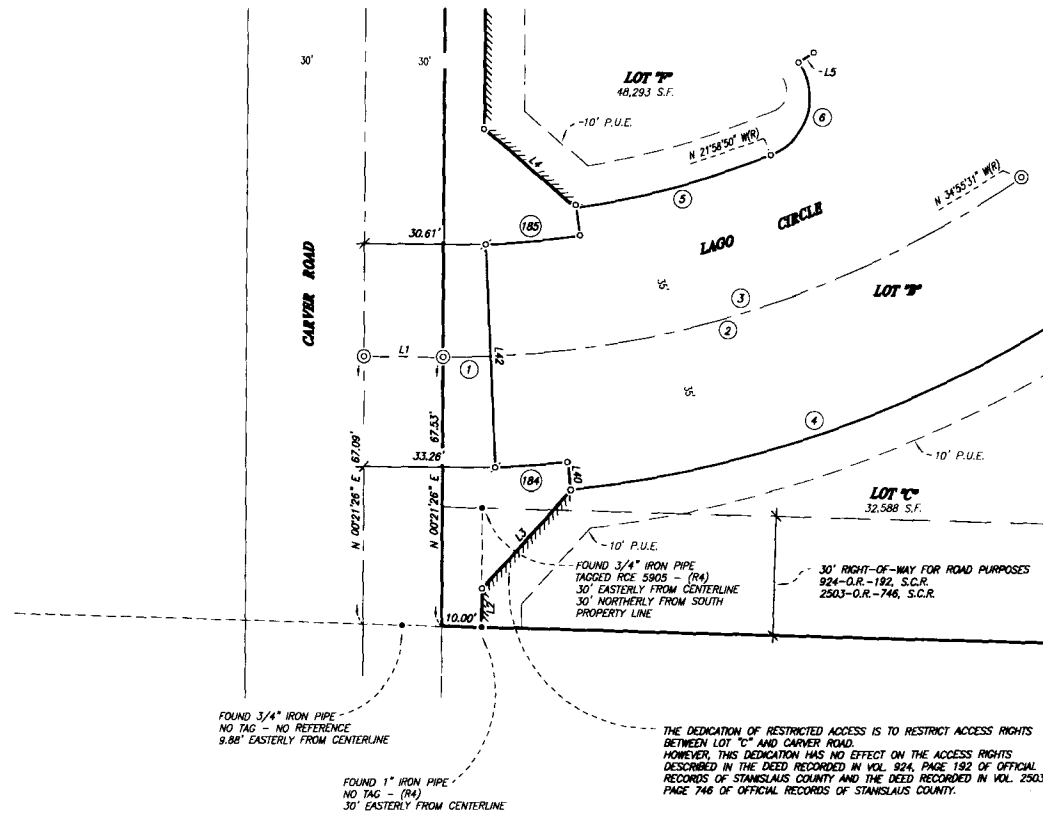 30'
30'
LOT "F"
48,293 S.F.
L5
10' P.U.E.
6
N 21°58'50" W(R)
L4
5
N 34°55'31" W(R)
185
30.61'
LAGO CIRCLE
CARVER ROAD
LOT "B"
35'
3
2
L1
1
L42
35'
4
67.09'
67.53'
33.26'
10' P.U.E.
184
L40
LOT "C"
32,588 S.F.
N 00°21'26" E
N 00°21'26" E
L3
10' P.U.E.
FOUND 3/4" IRON PIPE
TAGGED RCE 5905 - (R4)
30' EASTERLY FROM CENTERLINE
30' NORTHERLY FROM SOUTH
PROPERTY LINE
30' RIGHT-OF-WAY FOR ROAD PURPOSES
924-O.R.-192, S.C.R.
2503-O.R.-746, S.C.R.
10.00'
FOUND 3/4" IRON PIPE
NO TAG - NO REFERENCE
9.88' EASTERLY FROM CENTERLINE
THE DEDICATION OF RESTRICTED ACCESS IS TO RESTRICT ACCESS RIGHTS
BETWEEN LOT "C" AND CARVER ROAD.
HOWEVER, THIS DEDICATION HAS NO EFFECT ON THE ACCESS RIGHTS
DESCRIBED IN THE DEED RECORDED IN VOL. 924, PAGE 192 OF OFFICIAL
RECORDS OF STANISLAUS COUNTY AND THE DEED RECORDED IN VOL. 2503
PAGE 746 OF OFFICIAL RECORDS OF STANISLAUS COUNTY.
FOUND 1" IRON PIPE
NO TAG - (R4)
30' EASTERLY FROM CENTERLINE